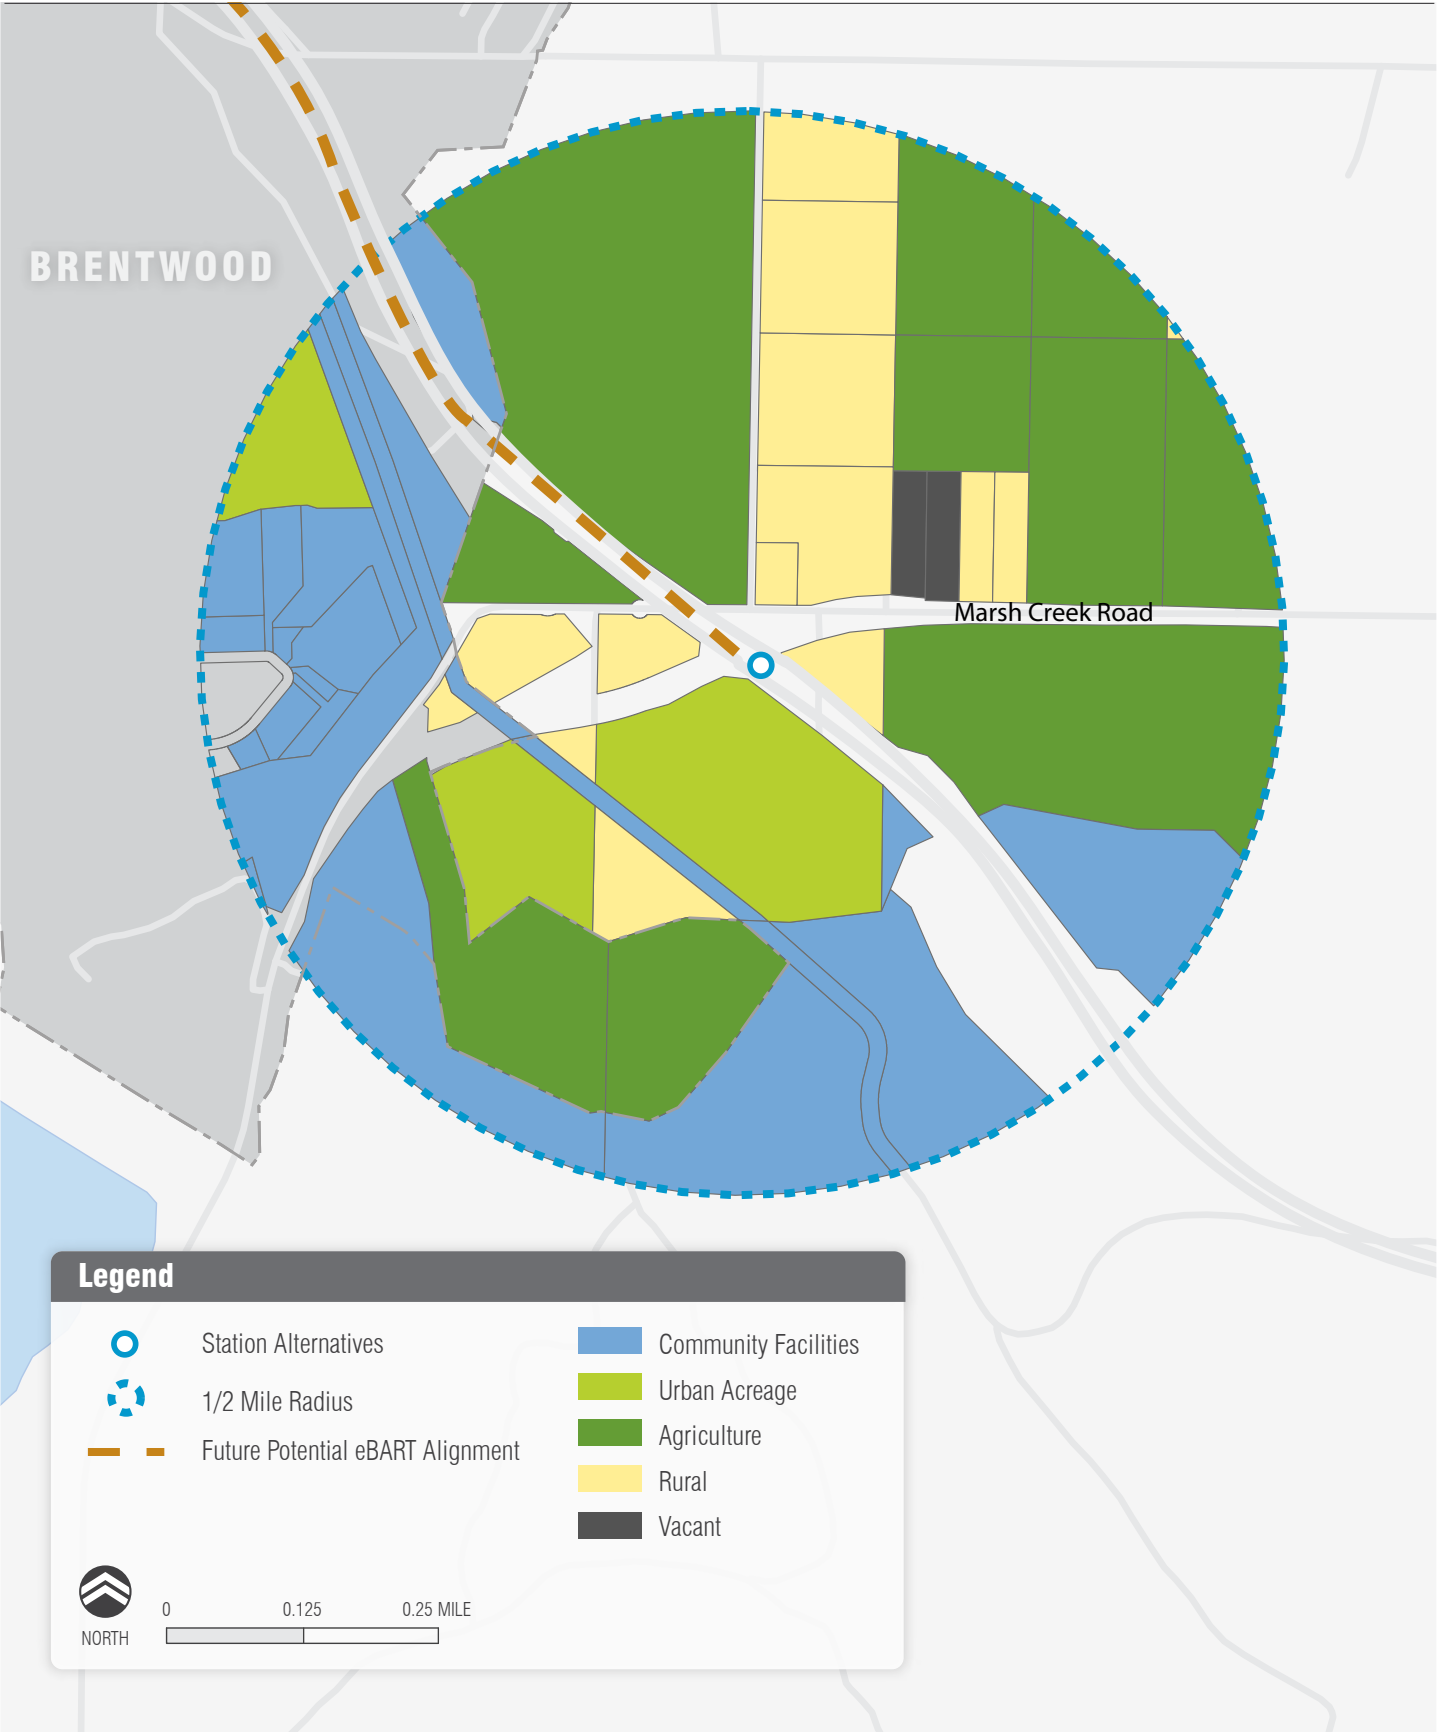 BRENTWOOD
Marsh Creek Road
Legend
Station Alternatives
1/2 Mile Radius
Future Potential eBART Alignment
Community Facilities
Urban Acreage
Agriculture
Rural
Vacant
NORTH
0 0.125 0.25 MILE